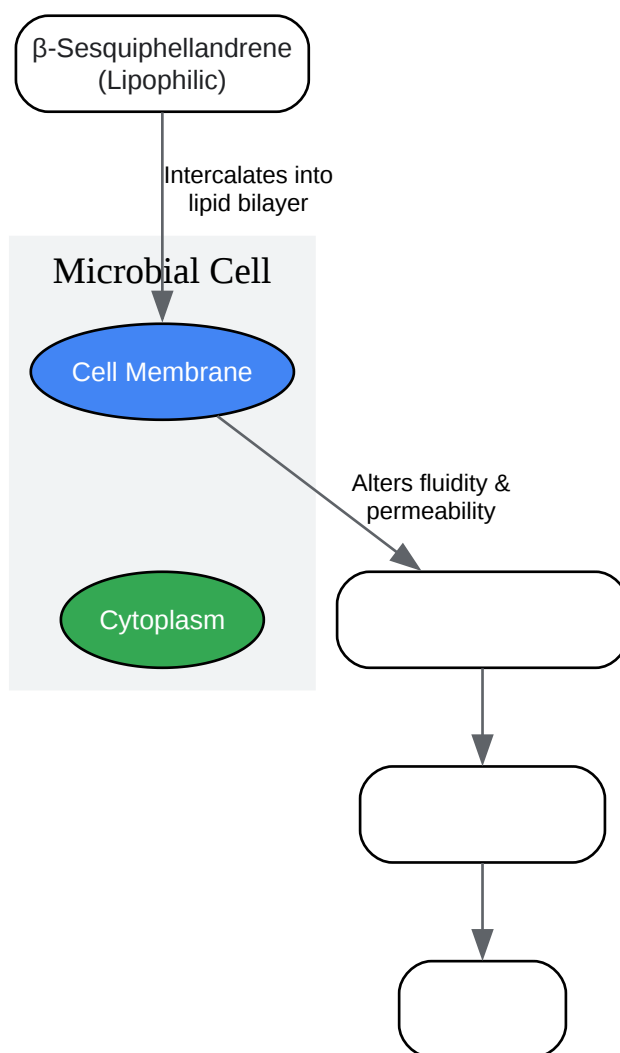 β-Sesquiphellandrene
(Lipophilic)
Intercalates into
lipid bilayer
Microbial Cell
Cell Membrane
Alters fluidity &
permeability
Cytoplasm